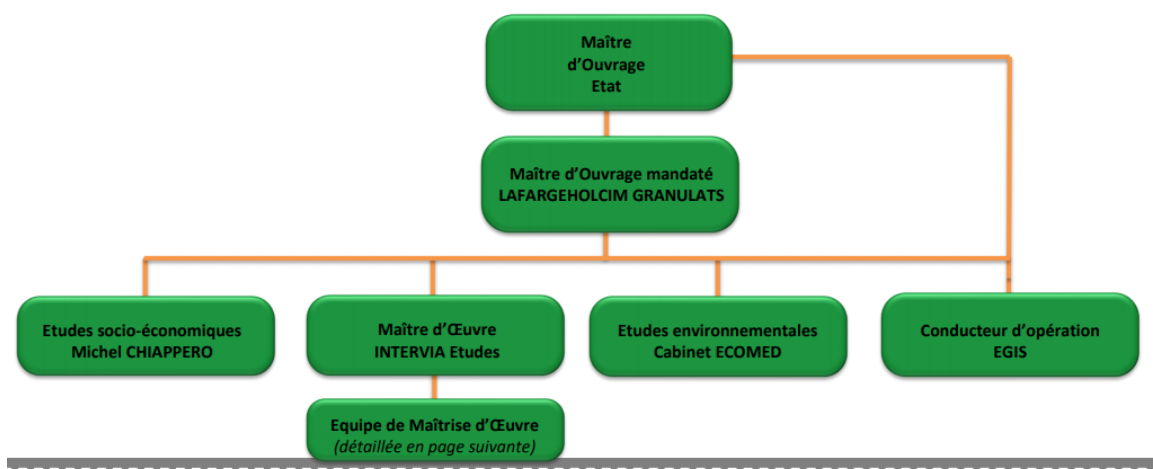 Maître
d’Ouvrage
Etat
Maître d’Ouvrage mandaté
LAFARGEHOLCIM GRANULATS
Etudes socio-économiques
Michel CHIAPPERO
Maître d’Œuvre
INTERVIA Etudes
Etudes environnementales
Cabinet ECOMED
Conducteur d’opération
EGIS
Equipe de Maîtrise d’Œuvre
(détaillée en page suivante)